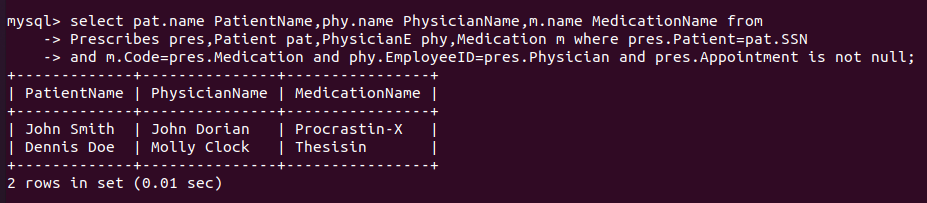 mysql> select pat.name PatientName,phy.name PhysicianName,m.name MedicationName from
    -> Prescribes pres,Patient pat,PhysicianE phy,Medication m where pres.Patient=pat.SSN
    -> and m.Code=pres.Medication and phy.EmployeeID=pres.Physician and pres.Appointment is not null;
+-------------+---------------+----------------+
| PatientName | PhysicianName | MedicationName |
+-------------+---------------+----------------+
| John Smith  | John Dorian   | Procrastin-X   |
| Dennis Doe  | Molly Clock   | Thesisin       |
+-------------+---------------+----------------+
2 rows in set (0.01 sec)